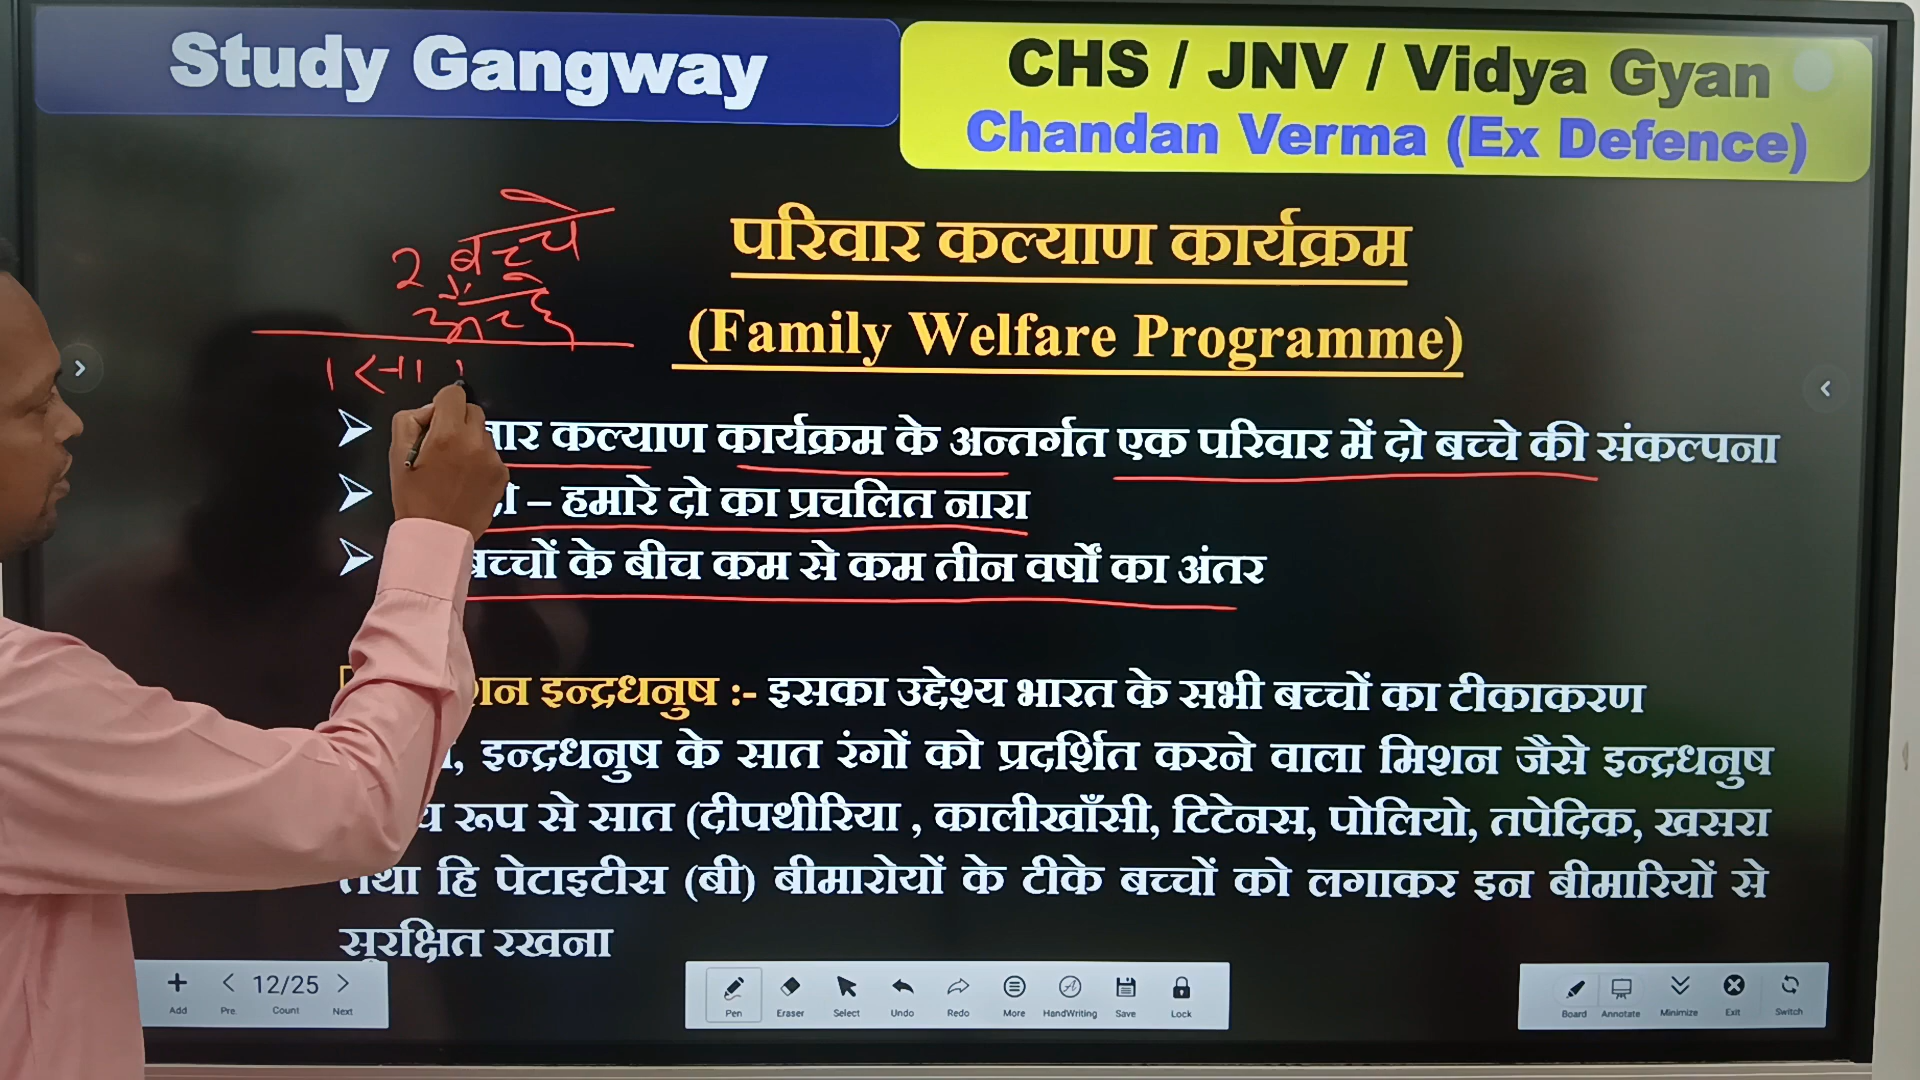 Study Gangway
CHS / JNV / Vidya Gyan
Chandan Verma (Ex Defence)
2 बच्चे
अच्छे
परिवार कल्याण कार्यक्रम
(Family Welfare Programme)
कल्याण कार्यक्रम के अन्तर्गत एक परिवार में दो बच्चे की संकल्पना
– हमारे दो का प्रचलित नारा
बच्चों के बीच कम से कम तीन वर्षों का अंतर
इन्द्रधनुष :- इसका उद्देश्य भारत के सभी बच्चों का टीकाकरण
इन्द्रधनुष के सात रंगों को प्रदर्शित करने वाला मिशन जैसे इन्द्रधनुष
रूप से सात (दीपथीरिया , कालीखाँसी, टिटेनस, पोलियो, तपेदिक, खसरा
तथा हि पेटाइटीस (बी) बीमारोयों के टीके बच्चों को लगाकर इन बीमारियों से
सुरक्षित रखना
12/25
Add Pre Count Next
Pen Eraser Select Undo Redo More HandWriting Save Lock
Board Annotate Minimize Exit Switch